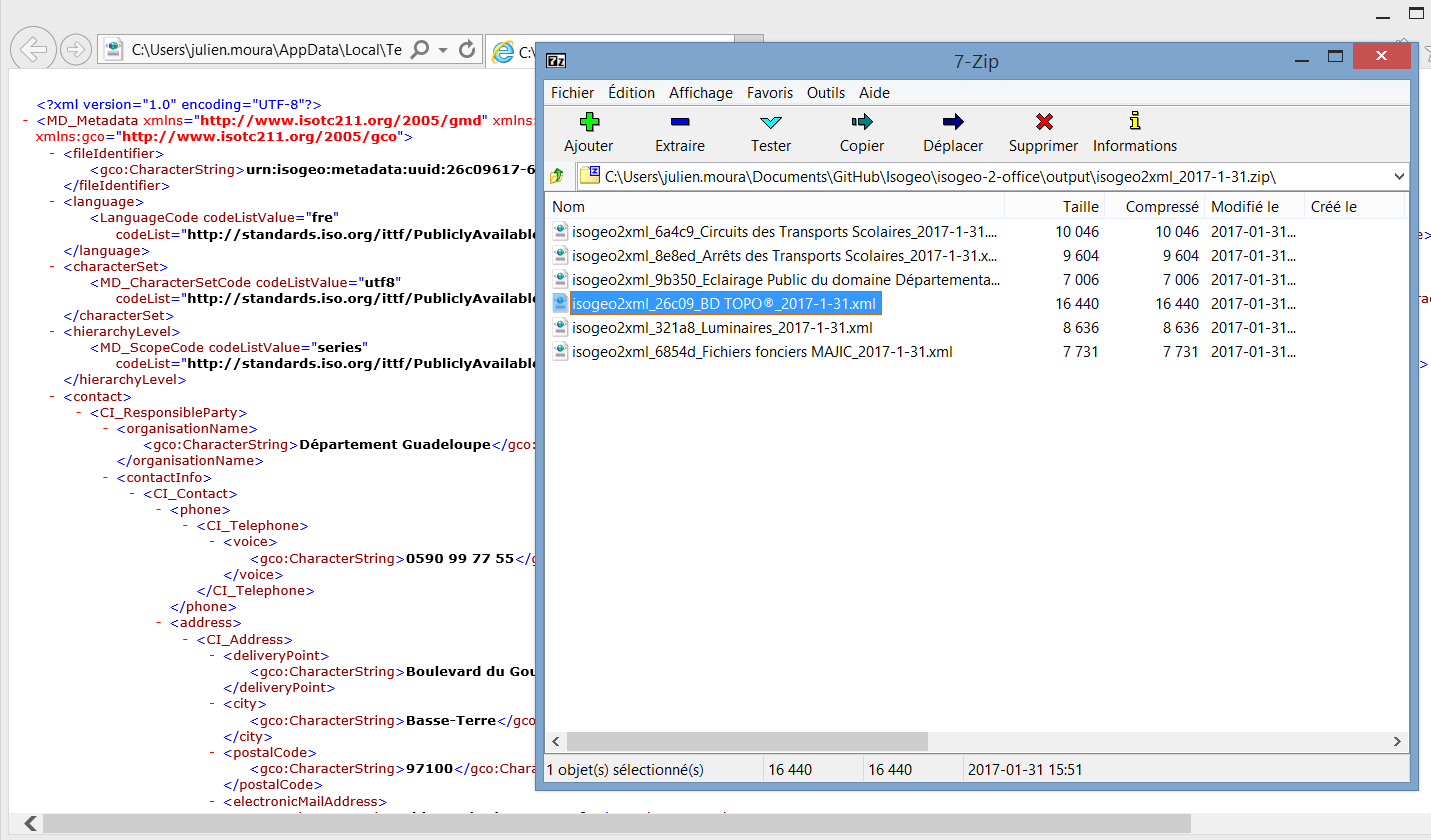 C:\Users\julien.moura\AppData\Local\Te
C:\
<?xml version="1.0" encoding="UTF-8"?>
- <MD_Metadata xmlns="http://www.isotc211.org/2005/gmd" xmlns:
xmlns:gco="http://www.isotc211.org/2005/gco">
- <fileIdentifier>
<gco:CharacterString>urn:isogeo:metadata:uuid:26c09617-6
</fileIdentifier>
- <language>
<LanguageCode codeListValue="fre"
codeList="http://standards.iso.org/ittf/PubliclyAvailable
</language>
- <characterSet>
<MD_CharacterSetCode codeListValue="utf8"
codeList="http://standards.iso.org/ittf/PubliclyAvailable
</characterSet>
- <hierarchyLevel>
<MD_ScopeCode codeListValue="series"
codeList="http://standards.iso.org/ittf/PubliclyAvailable
</hierarchyLevel>
- <contact>
- <CI_ResponsibleParty>
- <organisationName>
<gco:CharacterString>Département Guadeloupe</gco:
</organisationName>
- <contactInfo>
- <CI_Contact>
- <phone>
- <CI_Telephone>
- <voice>
<gco:CharacterString>0590 99 77 55</
</voice>
</CI_Telephone>
</phone>
- <address>
- <CI_Address>
- <deliveryPoint>
<gco:CharacterString>Boulevard du Gou
</deliveryPoint>
- <city>
<gco:CharacterString>Basse-Terre</gco
</city>
- <postalCode>
<gco:CharacterString>97100</gco:Chara
</postalCode>
- <electronicMailAddress>
7z
7-Zip
Fichier Édition Affichage Favoris Outils Aide
Ajouter Extraire Tester Copier Déplacer Supprimer Informations
C:\Users\julien.moura\Documents\GitHub\Isogeo\isogeo-2-office\output\isogeo2xml_2017-1-31.zip\
Nom Taille Compressé Modifié le Créé le
isogeo2xml_6a4c9_Circuits des Transports Scolaires_2017-1-31.... 10 046 10 046 2017-01-31...
isogeo2xml_8e8ed_Arrêts des Transports Scolaires_2017-1-31.x... 9 604 9 604 2017-01-31...
isogeo2xml_9b350_Eclairage Public du domaine Départementa... 7 006 7 006 2017-01-31...
isogeo2xml_26c09_BD TOPO®_2017-1-31.xml 16 440 16 440 2017-01-31...
isogeo2xml_321a8_Luminaires_2017-1-31.xml 8 636 8 636 2017-01-31...
isogeo2xml_6854d_Fichiers fonciers MAJIC_2017-1-31.xml 7 731 7 731 2017-01-31...
1 objet(s) sélectionné(s) 16 440 16 440 2017-01-31 15:51